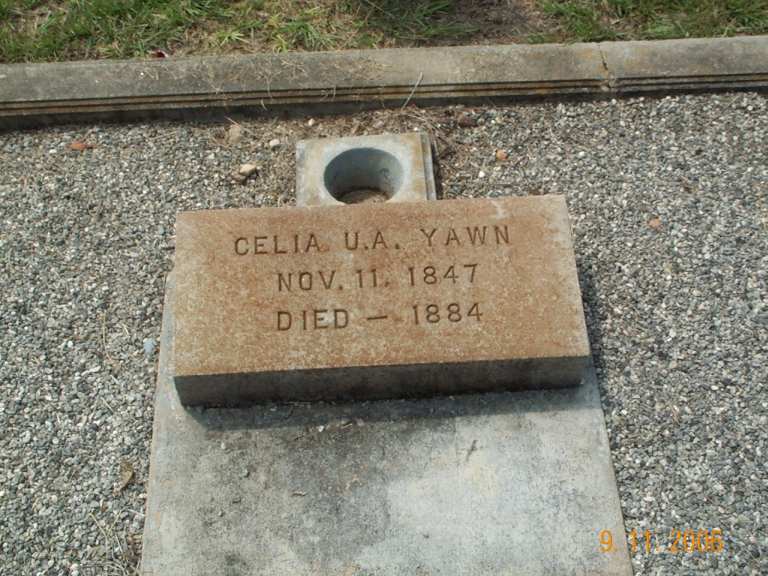 CELIA U.A. YAWN
NOV. 11. 1847
DIED — 1884
9.11.2006